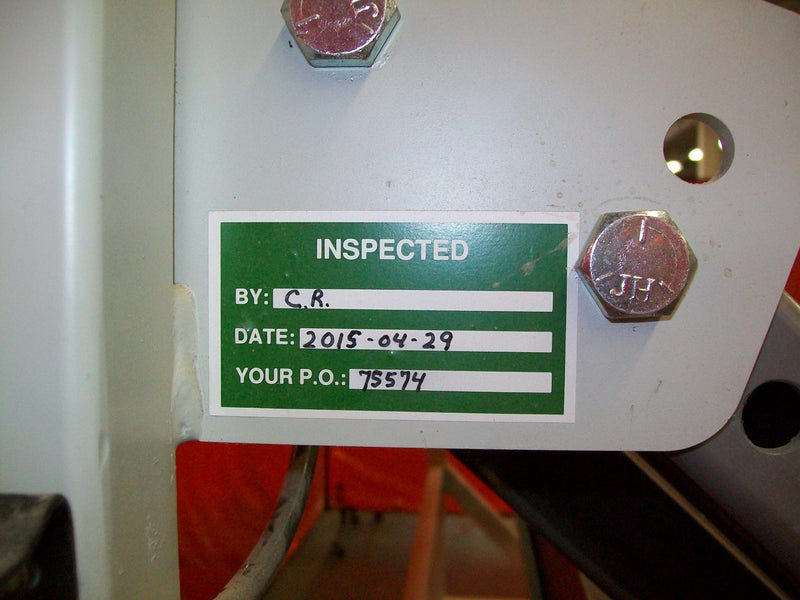 INSPECTED
BY: C.R.
DATE: 2015-04-29
YOUR P.O.: 75574
JH